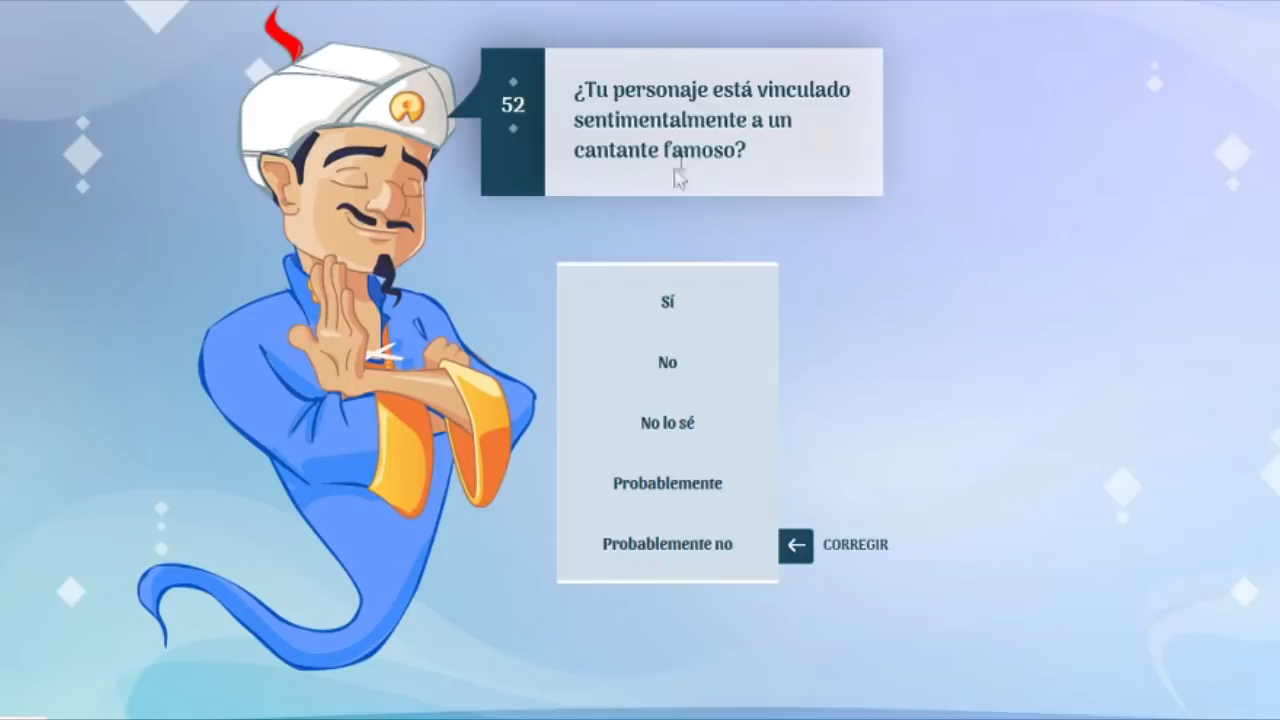 52
¿Tu personaje está vinculado
sentimentalmente a un
cantante famoso?
Sí
No
No lo sé
Probablemente
Probablemente no
CORREGIR